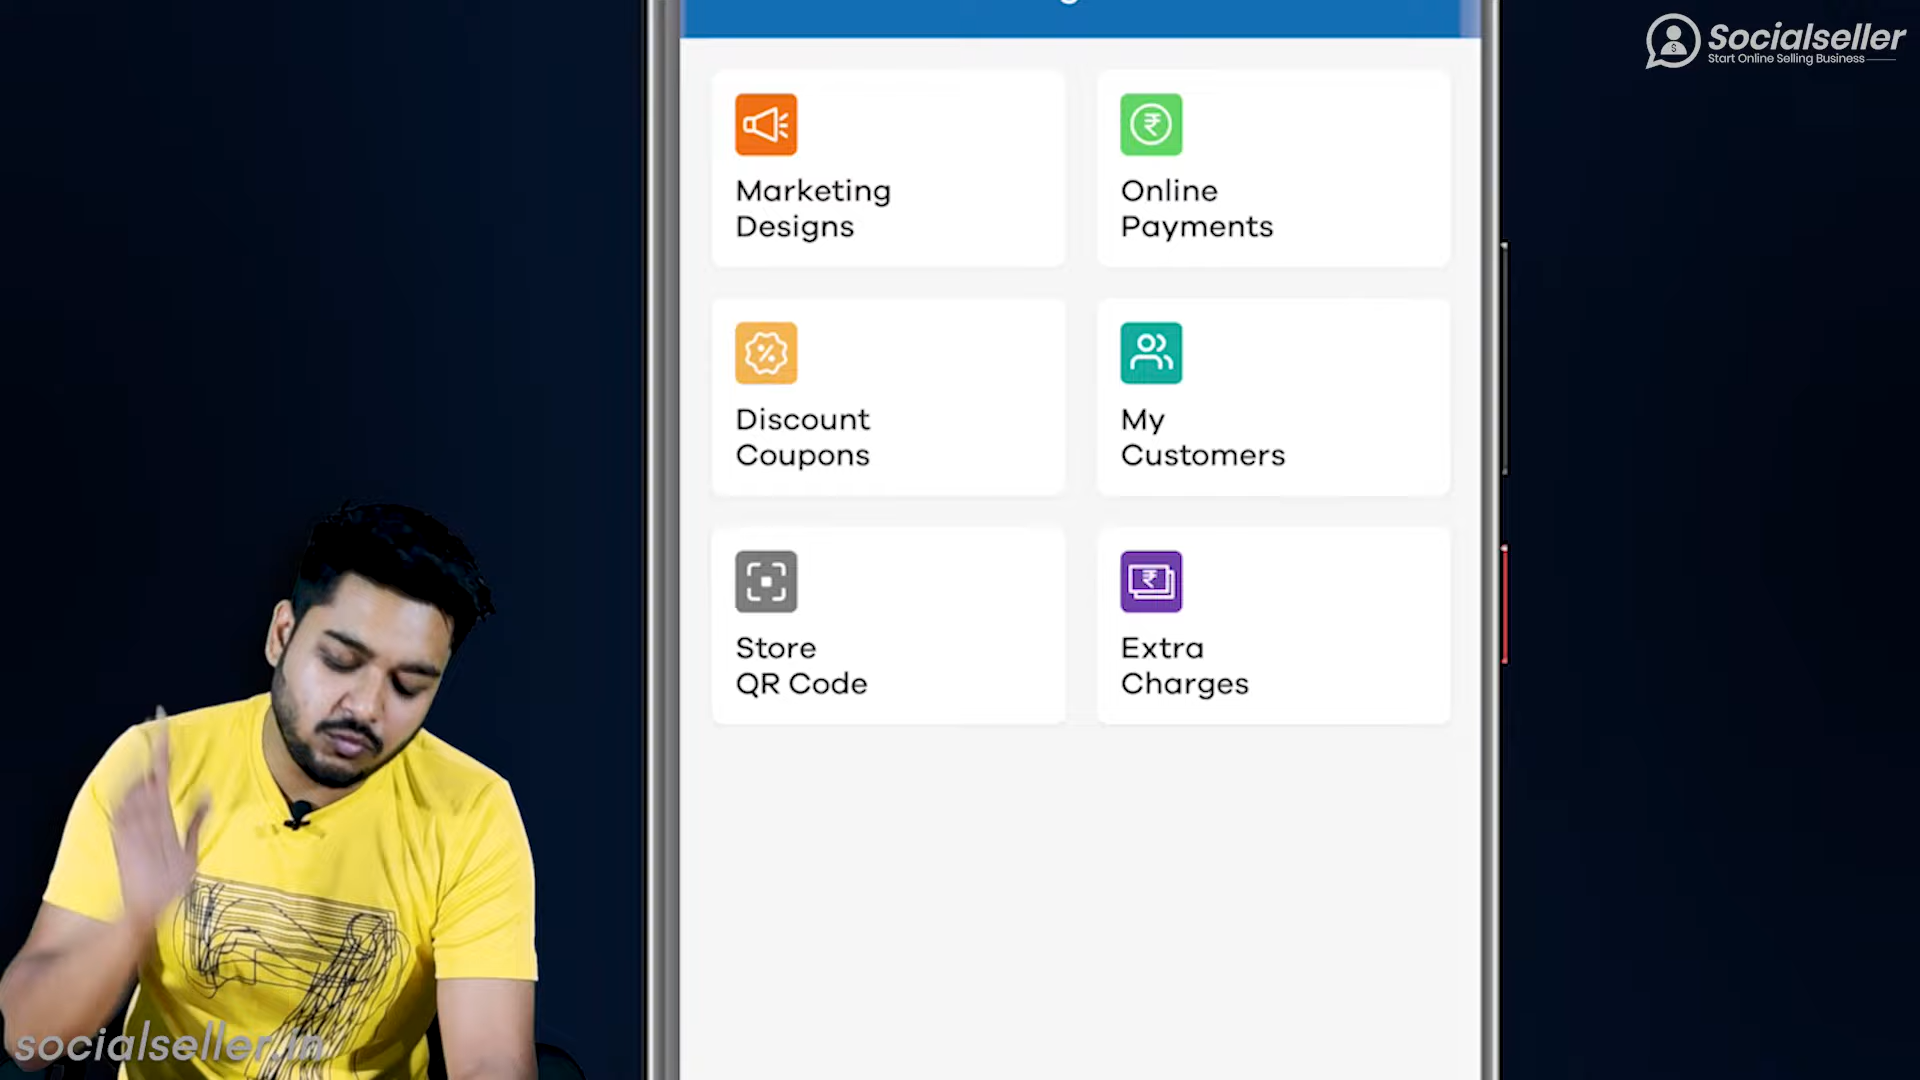 Socialseller
Start Online Selling Business
Marketing
Designs
Online
Payments
Discount
Coupons
My
Customers
Store
QR Code
Extra
Charges
socialseller.in